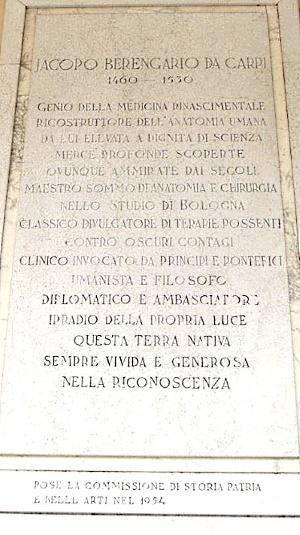 JACOPO BERENGARIO DA CARPI
1460 — 1530
GENIO DELLA MEDICINA RINASCIMENTALE
RICOSTRUTTORE DELL'ANATOMIA UMANA
DA LUI ELEVATA A DIGNITÀ DI SCIENZA
MERCÈ PROFONDE SCOPERTE
OVUNQUE AMMIRATE DAI SECOLI
MAESTRO SOMMO DI ANATOMIA E CHIRURGIA
NELLO STUDIO DI BOLOGNA
CLASSICO DIVULGATORE DI TERAPIE POSSENTI
CONTRO OSCURI CONTAGI
CLINICO INVOCATO DA PRINCIPI E PONTEFICI
UMANISTA E FILOSOFO
DIPLOMATICO E AMBASCIATORE
IRRADIÒ DELLA PROPRIA LUCE
QUESTA TERRA NATIVA
SEMPRE VIVIDA E GENEROSA
NELLA RICONOSCENZA
POSE LA COMMISSIONE DI STORIA PATRIA
E BELLE ARTI NEL 1954